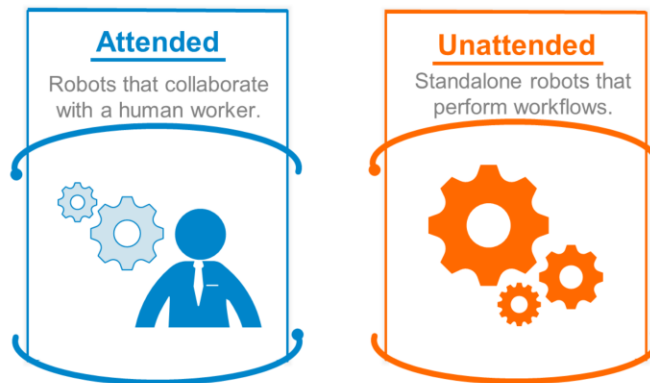 Attended
Robots that collaborate
with a human worker.
Unattended
Standalone robots that
perform workflows.